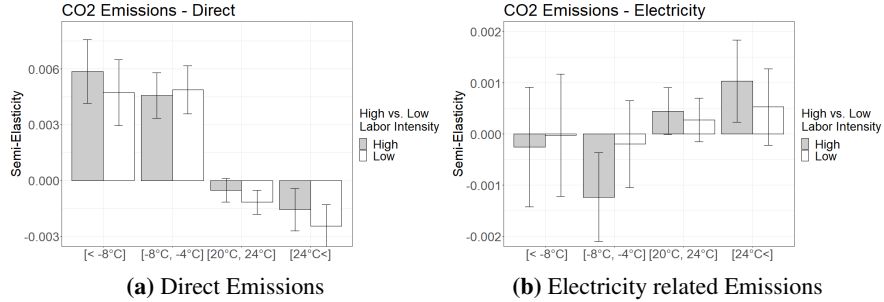 CO2 Emissions - Direct
Semi-Elasticity
0.006
0.003
0.000
-0.003
[< -8°C]
[-8°C, -4°C]
[20°C, 24°C]
[24°C<]
High vs. Low
Labor Intensity
High
Low
(a) Direct Emissions
CO2 Emissions - Electricity
Semi-Elasticity
0.002
0.001
0.000
-0.001
-0.002
[< -8°C]
[-8°C, -4°C]
[20°C, 24°C]
[24°C<]
High vs. Low
Labor Intensity
High
Low
(b) Electricity related Emissions